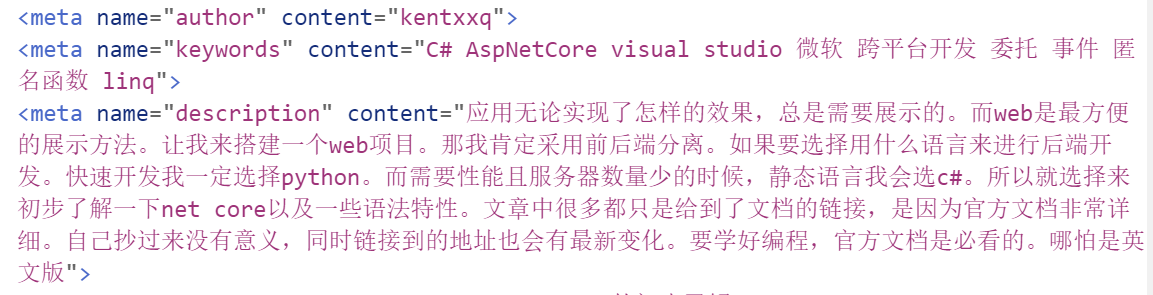 <meta name="author" content="kentxxq">
<meta name="keywords" content="C# AspNetCore visual studio 微软 跨平台开发 委托 事件 匿
名函数 linq">
<meta name="description" content="应用无论实现了怎样的效果，总是需要展示的。而web是最方便
的展示方法。让我来搭建一个web项目。那我肯定采用前后端分离。如果要选择用什么语言来进行后端开
发。快速开发我一定选择python。而需要性能且服务器数量少的时候，静态语言我会选c#。所以就选择来
初步了解一下net core以及一些语法特性。文章中很多都只是给到了文档的链接，是因为官方文档非常详
细。自己抄过来没有意义，同时链接到的地址也会有最新变化。要学好编程，官方文档是必看的。哪怕是英
文版">